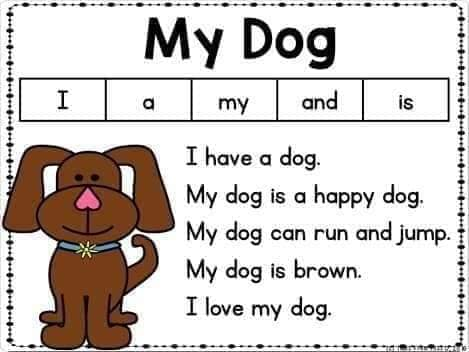 My Dog
I a my and is
I have a dog.
My dog is a happy dog.
My dog can run and jump.
My dog is brown.
I love my dog.